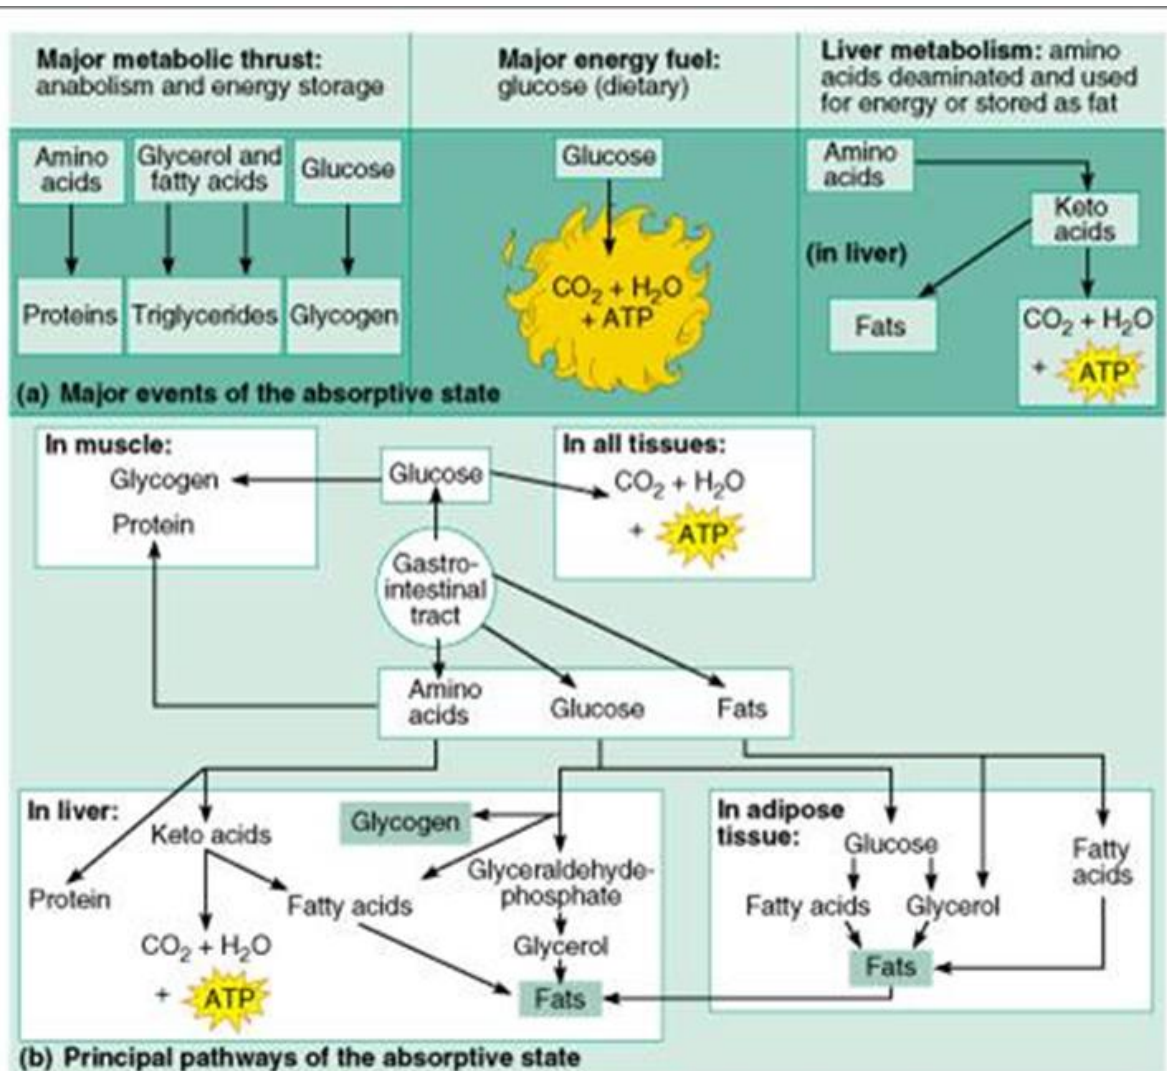 Major metabolic thrust:
anabolism and energy storage
Major energy fuel:
glucose (dietary)
Liver metabolism: amino
acids deaminated and used
for energy or stored as fat
Amino
acids
Glycerol and
fatty acids
Glucose
Proteins
Triglycerides
Glycogen
Glucose
CO₂ + H₂O
+ ATP
Amino
acids
Keto
acids
(in liver)
Fats
CO₂ + H₂O
+ ATP
(a) Major events of the absorptive state
In muscle:
Glycogen
Protein
Glucose
In all tissues:
CO₂ + H₂O
+ ATP
Gastro-
intestinal
tract
Amino
acids
Glucose
Fats
In liver:
Keto acids
Protein
CO₂ + H₂O
+ ATP
Glycogen
Fatty acids
Glyceraldehyde-
phosphate
Glycerol
Fats
In adipose
tissue:
Glucose
Fatty acids
Glycerol
Fatty
acids
Fats
(b) Principal pathways of the absorptive state